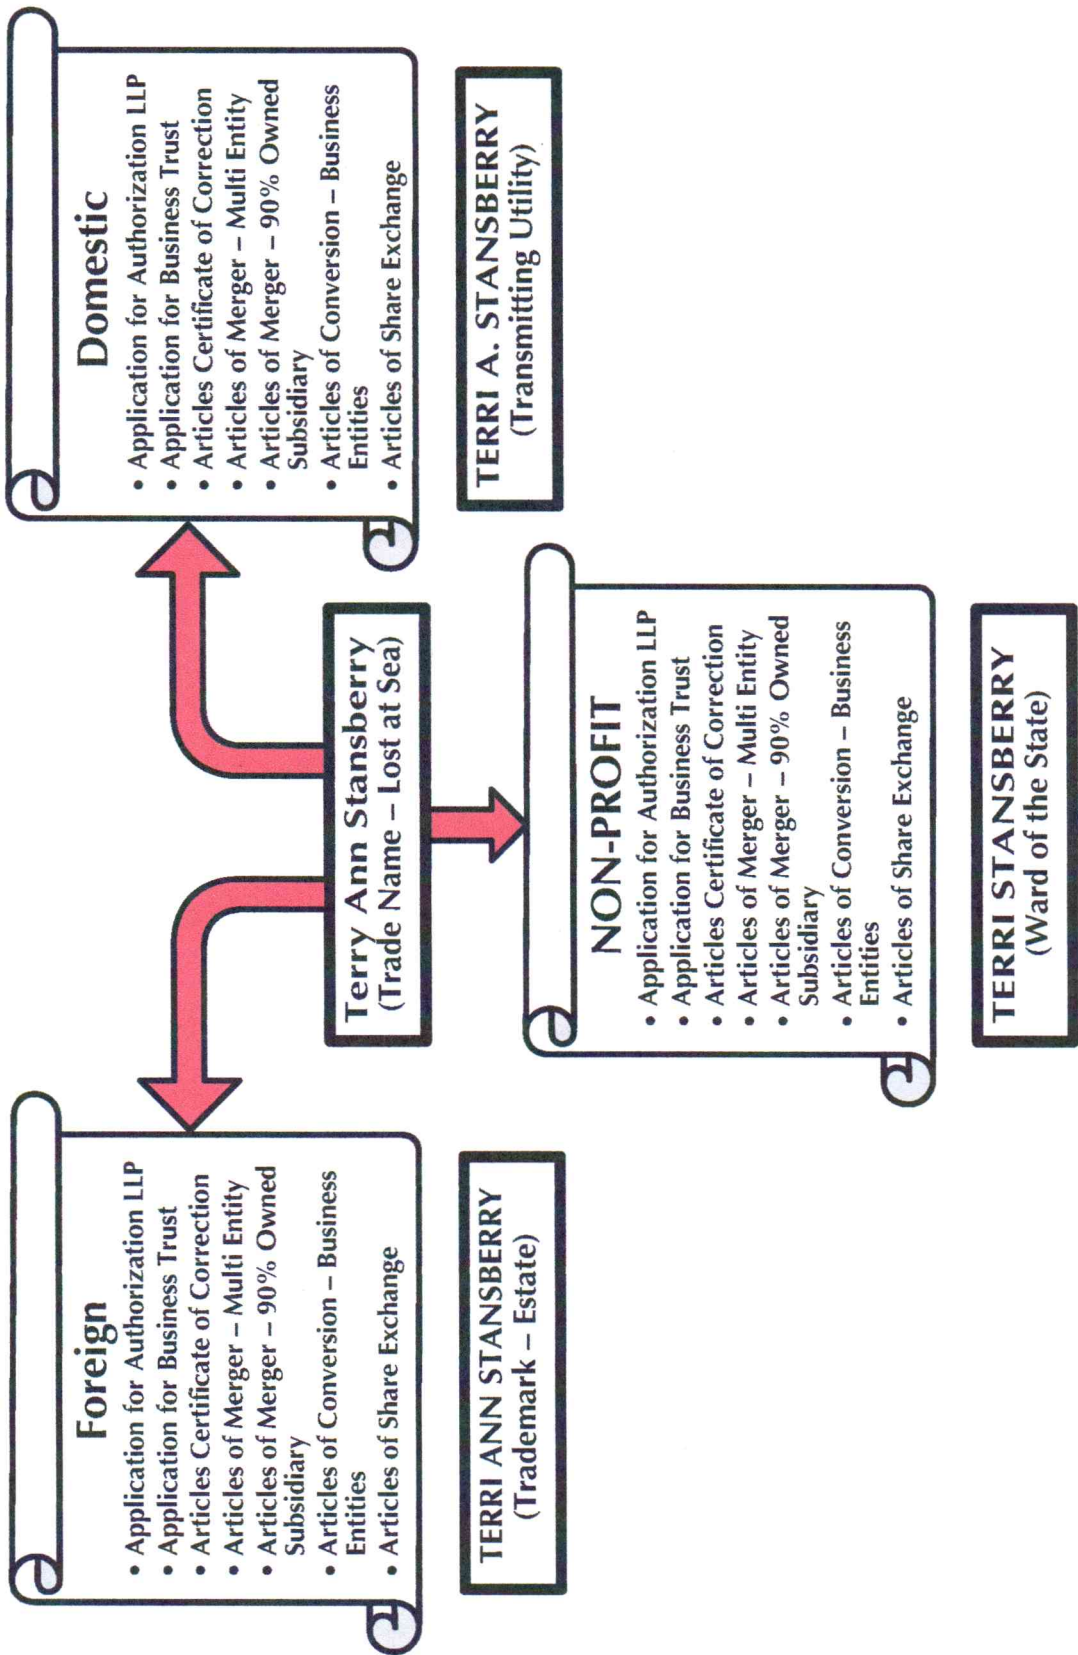 Foreign
• Application for Authorization LLP
• Application for Business Trust
• Articles Certificate of Correction
• Articles of Merger – Multi Entity
• Articles of Merger – 90% Owned
Subsidiary
• Articles of Conversion – Business
Entities
• Articles of Share Exchange
TERRI ANN STANSBERRY
(Trademark – Estate)
Terry Ann Stansberry
(Trade Name – Lost at Sea)
NON-PROFIT
• Application for Authorization LLP
• Application for Business Trust
• Articles Certificate of Correction
• Articles of Merger – Multi Entity
• Articles of Merger – 90% Owned
Subsidiary
• Articles of Conversion – Business
Entities
• Articles of Share Exchange
TERRI STANSBERRY
(Ward of the State)
Domestic
• Application for Authorization LLP
• Application for Business Trust
• Articles Certificate of Correction
• Articles of Merger – Multi Entity
• Articles of Merger – 90% Owned
Subsidiary
• Articles of Conversion – Business
Entities
• Articles of Share Exchange
TERRI A. STANSBERRY
(Transmitting Utility)